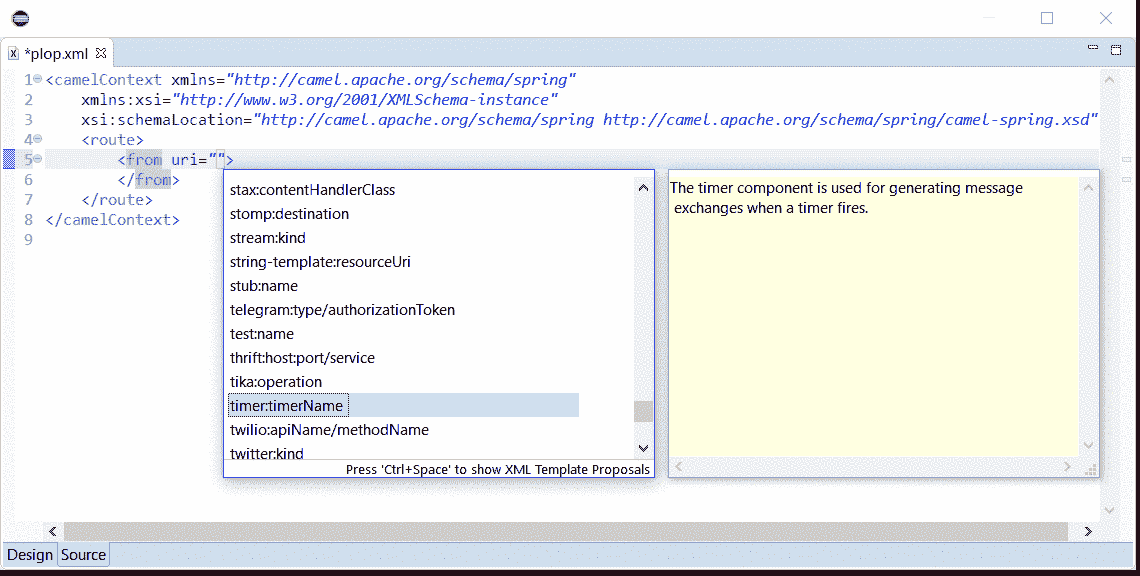 *plop.xml
1 <camelContext xmlns="http://camel.apache.org/schema/spring"
2 xmlns:xsi="http://www.w3.org/2001/XMLSchema-instance"
3 xsi:schemaLocation="http://camel.apache.org/schema/spring http://camel.apache.org/schema/spring/camel-spring.xsd"
4 <route>
5 <from uri="">
6 </from>
7 </route>
8 </camelContext>
9
stax:contentHandlerClass
stomp:destination
stream:kind
string-template:resourceUri
stub:name
telegram:type/authorizationToken
test:name
thrift:host:port/service
tika:operation
timer:timerName
twilio:apiName/methodName
twitter:kind
Press 'Ctrl+Space' to show XML Template Proposals
The timer component is used for generating message
exchanges when a timer fires.
Design Source